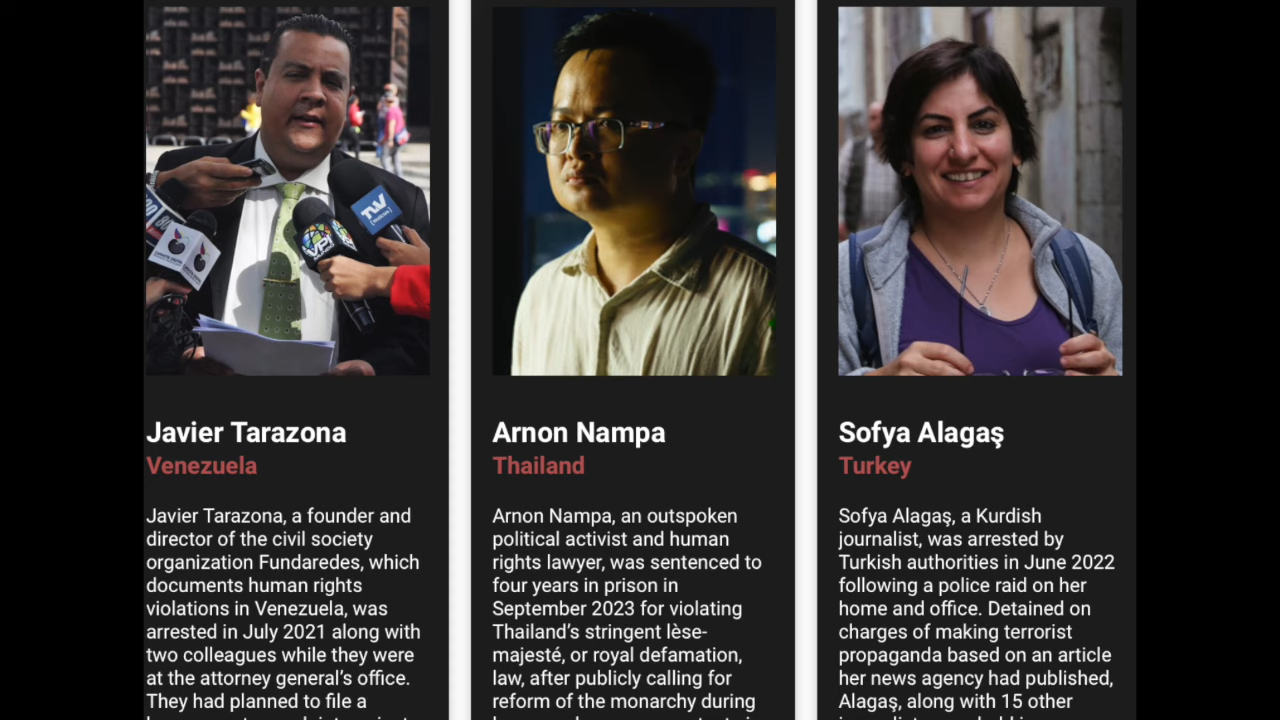 Javier Tarazona
Venezuela
Javier Tarazona, a founder and
director of the civil society
organization Fundaredes, which
documents human rights
violations in Venezuela, was
arrested in July 2021 along with
two colleagues while they were
at the attorney general's office.
They had planned to file a
Arnon Nampa
Thailand
Arnon Nampa, an outspoken
political activist and human
rights lawyer, was sentenced to
four years in prison in
September 2023 for violating
Thailand's stringent lèse-
majesté, or royal defamation,
law, after publicly calling for
reform of the monarchy during
Sofya Alagaş
Turkey
Sofya Alagaş, a Kurdish
journalist, was arrested by
Turkish authorities in June 2022
following a police raid on her
home and office. Detained on
charges of making terrorist
propaganda based on an article
her news agency had published,
Alagaş, along with 15 other